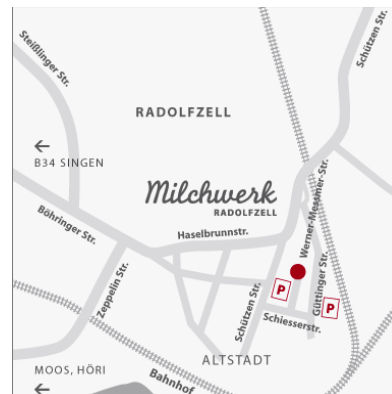 Steißlinger Str.
Schützen Str.
RADOLFZELL
←
B34 SINGEN
Milchwerk
RADOLFZELL
Werner-Messmer-Str.
Böhringer Str.
Haselbrunnstr.
Zeppelin Str.
Schützen Str.
P
Güttinger Str.
P
Schiesserstr.
ALTSTADT
MOOS, HÖRI
←
Bahnhof